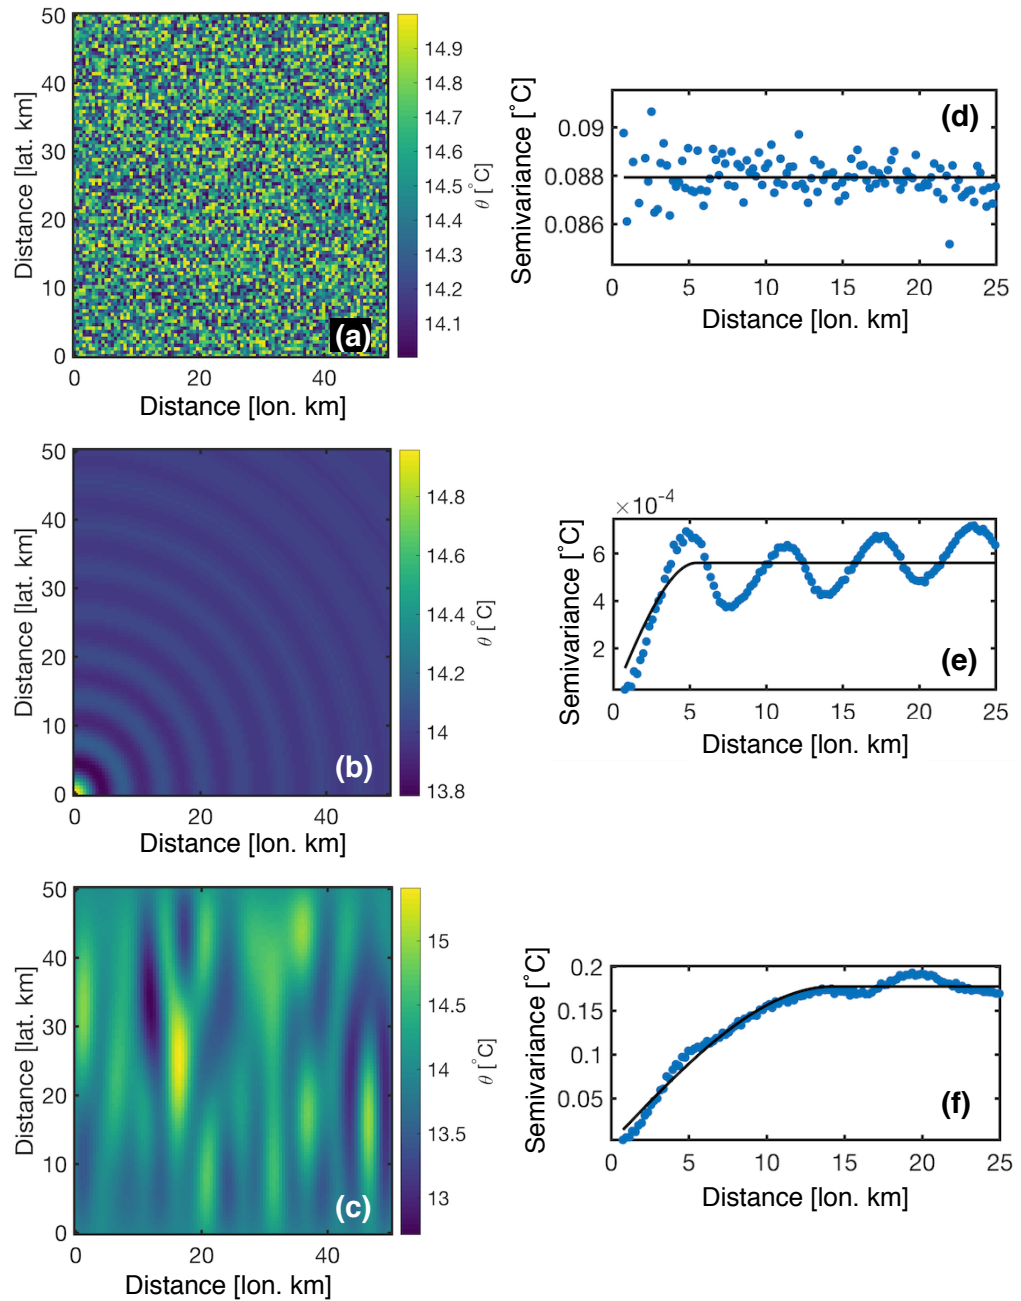 50
40
30
20
10
0
0 20 40
Distance [lat. km]
Distance [lon. km]
(a)
14.9
14.8
14.7
14.6
14.5
14.4
14.3
14.2
14.1
θ [°C]
(d)
0.09
0.088
0.086
Semivariance [°C]
0 5 10 15 20 25
Distance [lon. km]
50
40
30
20
10
0
0 20 40
Distance [lat. km]
Distance [lon. km]
(b)
14.8
14.6
14.4
14.2
14
13.8
θ [°C]
×10⁻⁴
6
4
2
Semivariance [°C]
(e)
0 5 10 15 20 25
Distance [lon. km]
50
40
30
20
10
0
0 20 40
Distance [lat. km]
Distance [lon. km]
(c)
15
14.5
14
13.5
13
θ [°C]
0.2
0.15
0.1
0.05
Semivariance [°C]
(f)
0 5 10 15 20 25
Distance [lon. km]